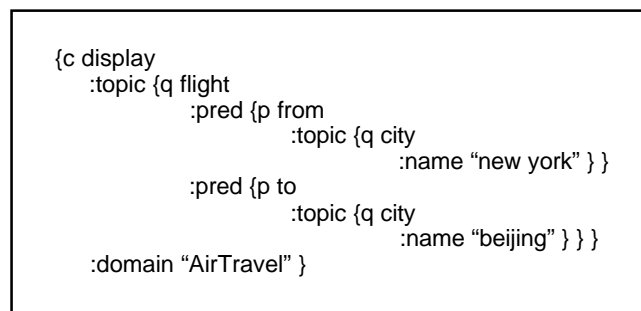 {c display
:topic {q flight
:pred {p from
:topic {q city
:name “new york” } }
:pred {p to
:topic {q city
:name “beijing” } } }
:domain “AirTravel” }